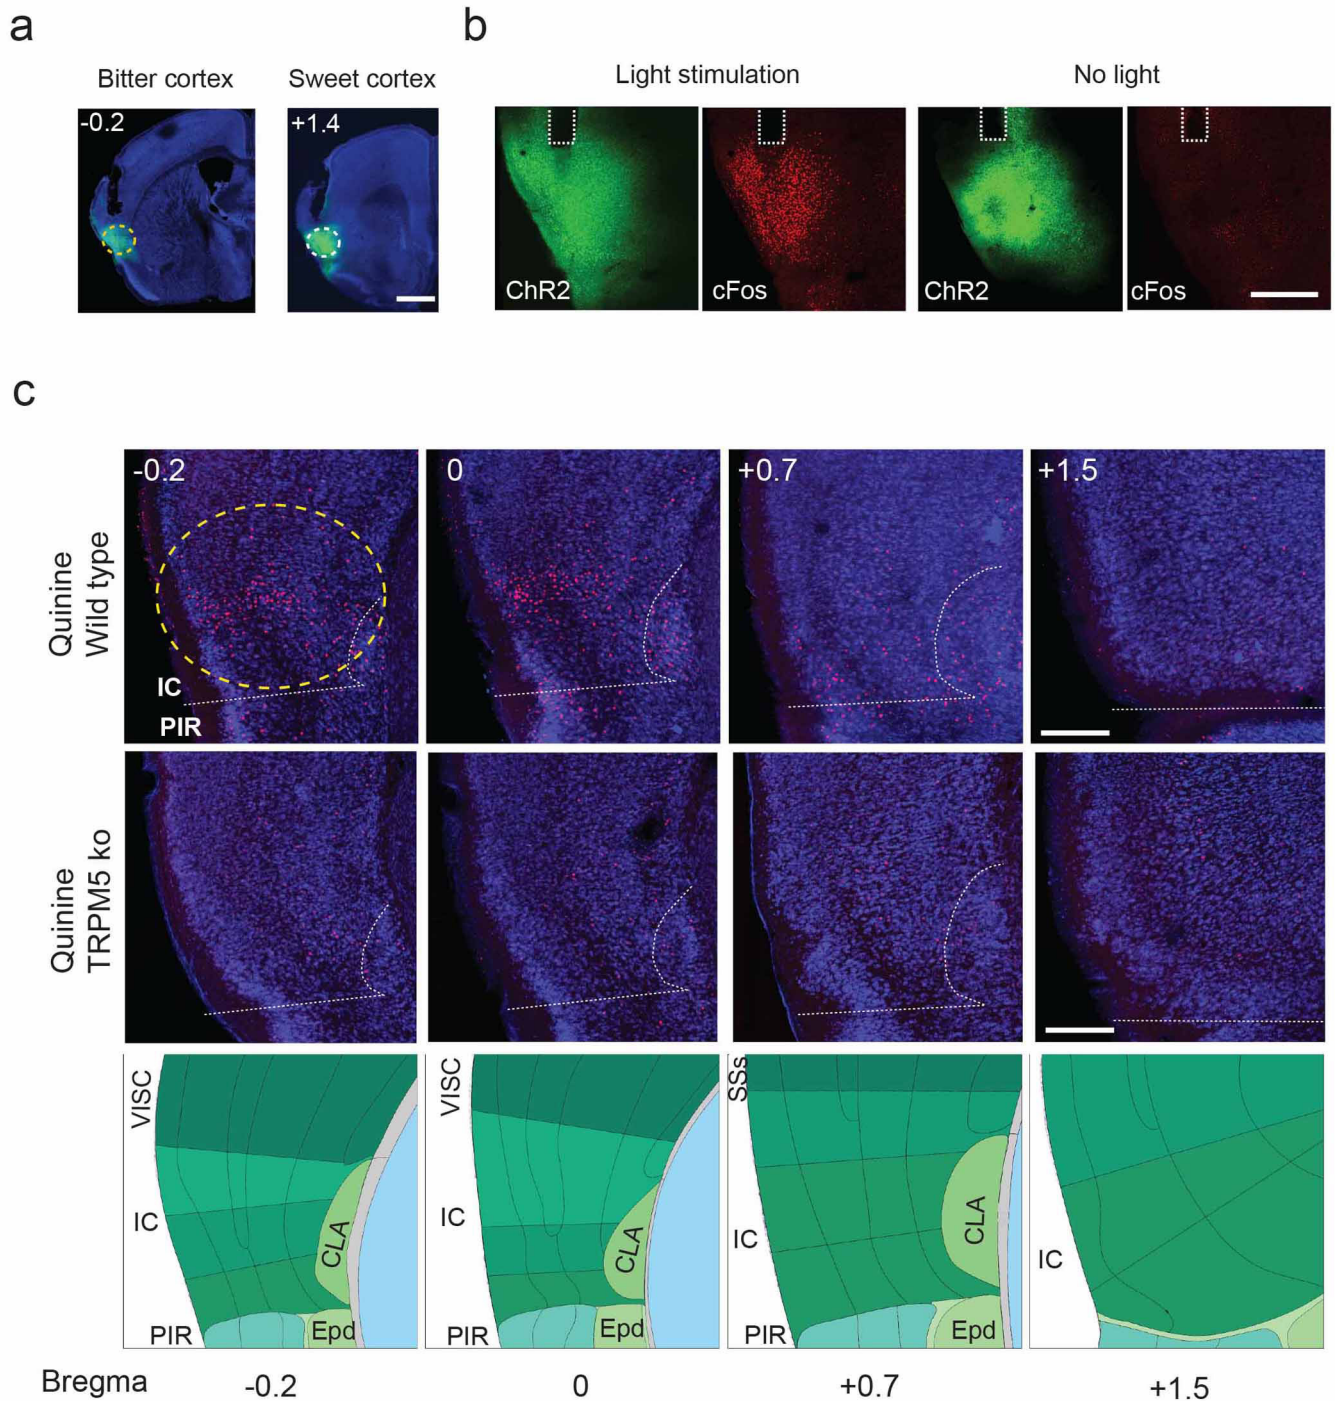 a
b
Bitter cortex
Sweet cortex
-0.2
+1.4
Light stimulation
No light
ChR2
cFos
ChR2
cFos
c
Quinine
Wild type
-0.2
0
+0.7
+1.5
IC
PIR
Quinine
TRPM5 ko
VISC
IC
PIR
CLA
Epd
VISC
IC
PIR
CLA
Epd
SSs
IC
PIR
CLA
Epd
IC
Bregma
-0.2
0
+0.7
+1.5